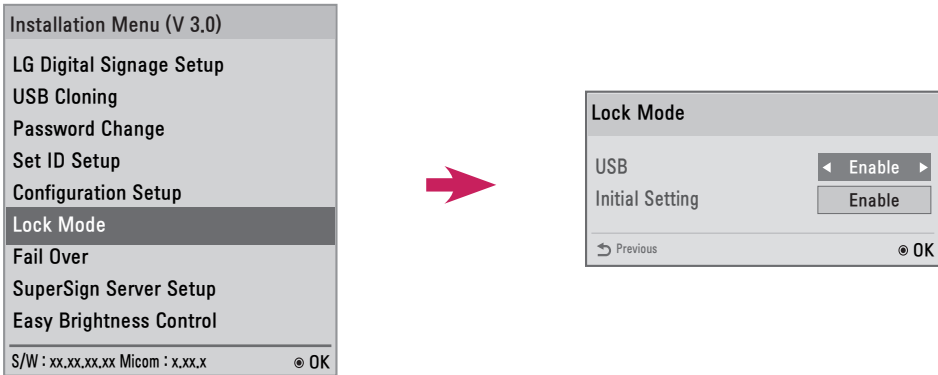 Installation Menu (V 3.0)
LG Digital Signage Setup
USB Cloning
Password Change
Set ID Setup
Configuration Setup
Lock Mode
Fail Over
SuperSign Server Setup
Easy Brightness Control
S/W : xx.xx.xx.xx Micom : x.xx.x ◉ OK
Lock Mode
USB ◀ Enable ▶
Initial Setting Enable
Previous ◉ OK